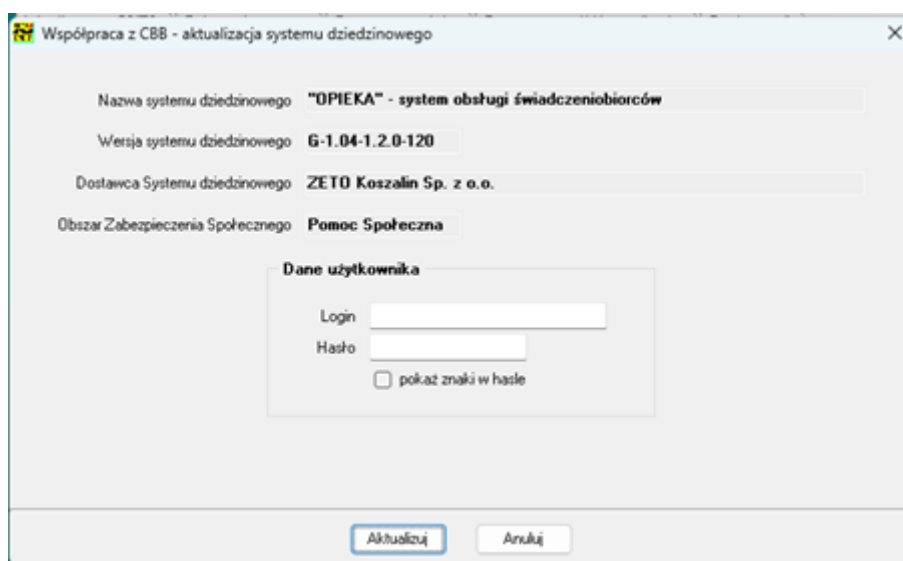 Współpraca z CBB - aktualizacja systemu dziedzinowego
Nazwa systemu dziedzinowego "OPIEKA" - system obsługi świadczeniobiorców
Wersja systemu dziedzinowego G-1.04-1.2.0-120
Dostawca Systemu dziedzinowego ZETO Koszalin Sp. z o.o.
Obszar Zabezpieczenia Społecznego Pomoc Społeczna
Dane użytkownika
Login
Hasło
pokaż znaki w hasle
Aktualizuj Anuluj